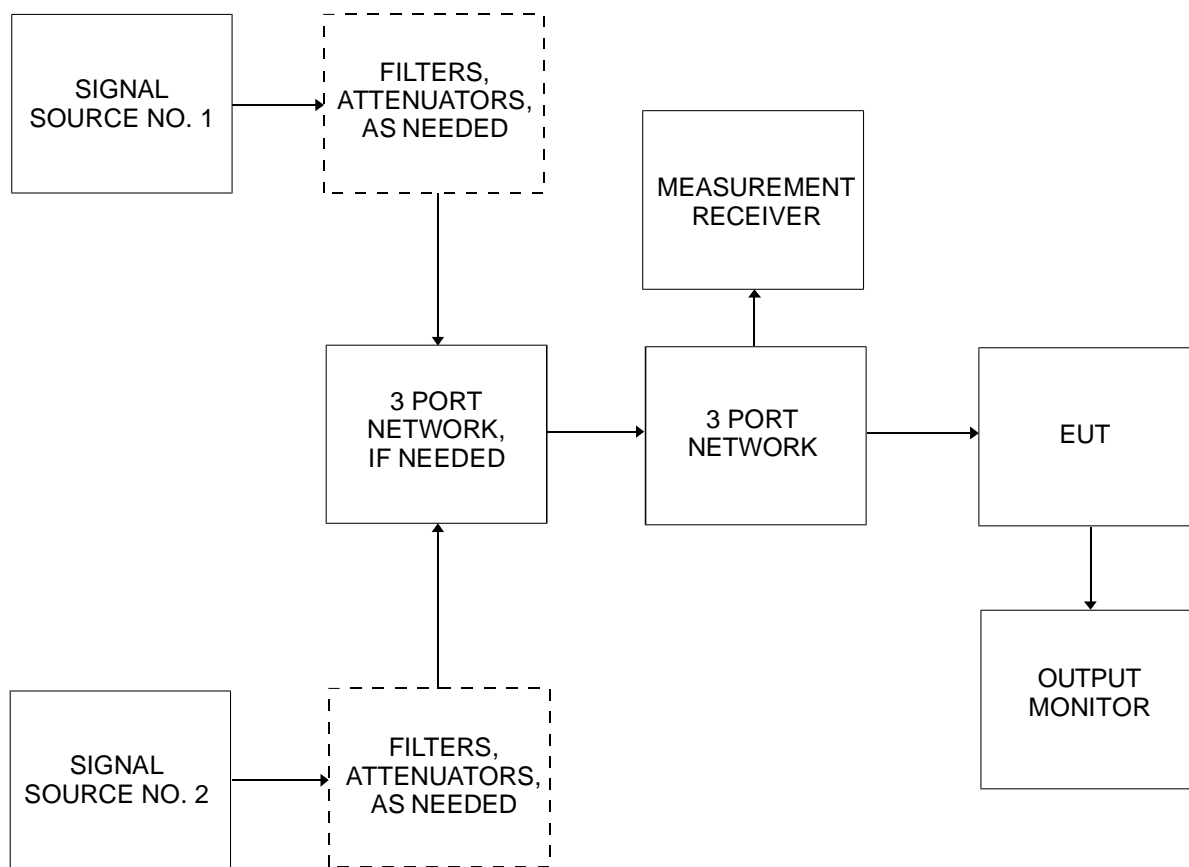 SIGNAL
SOURCE NO. 1
FILTERS,
ATTENUATORS,
AS NEEDED
MEASUREMENT
RECEIVER
3 PORT
NETWORK,
IF NEEDED
3 PORT
NETWORK
EUT
SIGNAL
SOURCE NO. 2
FILTERS,
ATTENUATORS,
AS NEEDED
OUTPUT
MONITOR